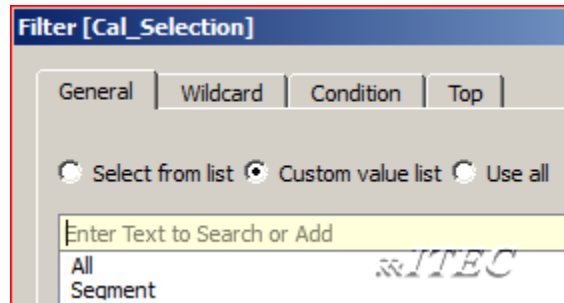 Filter [Cal_Selection]
General Wildcard Condition Top
Select from list Custom value list Use all
Enter Text to Search or Add
All
ITEC
Segment